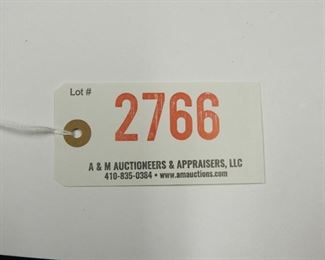 Lot #
2766
A & M AUCTIONEERS & APPRAISERS, LLC
410-835-0384 • www.amauctions.com